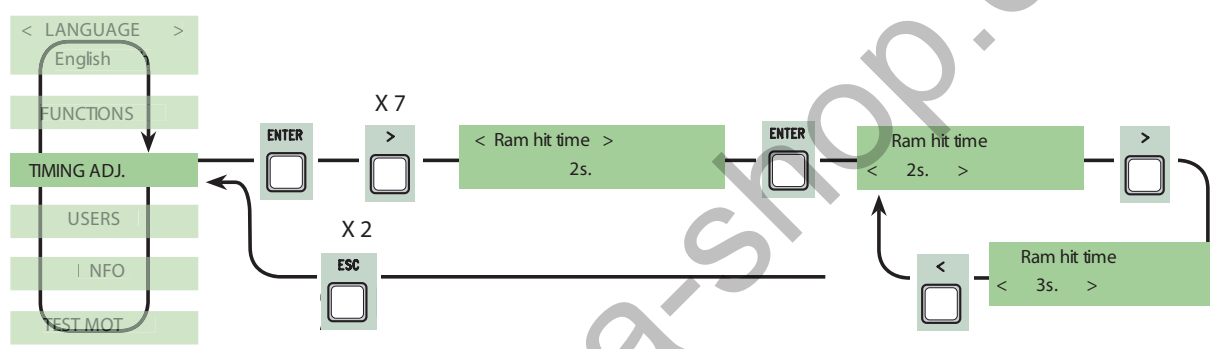 < LANGUAGE >
English
FUNCTIONS
TIMING ADJ.
USERS
I NFO
TEST MOT
ENTER
X 7
>
< Ram hit time >
2s.
ENTER
Ram hit time
< 2s. >
>
X 2
ESC
<
Ram hit time
< 3s. >
a-shop.